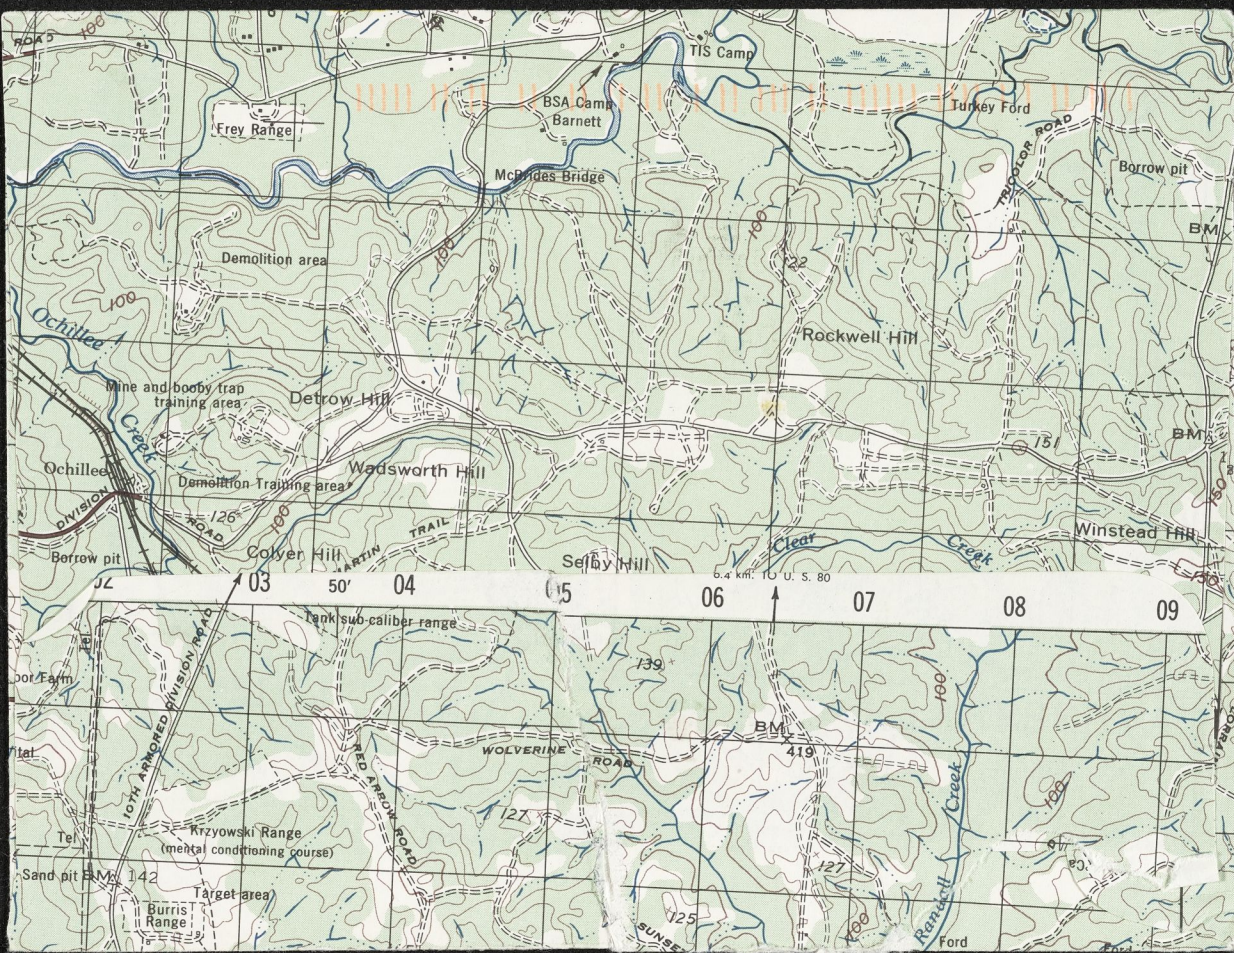 ROAD
100
TIS Camp
BSA Camp
Barnett
Turkey Ford
Frey Range
TRICOLOR ROAD
Borrow pit
McBrides Bridge
BM
100
100
Demolition area
122
100
Ochillee
Rockwell Hill
Mine and booby trap
training area
Detrow Hill
Creek
BM
151
Ochillee
Wadsworth Hill
Demolition Training area
DIVISION
ROAD
126
100
150
TRAIL
Winstead Hill
Borrow pit
Colyer Hill
Selby Hill
Clear
Creek
150
03
50'
04
05
6.4 km. TO U. S. 80
06
07
08
09
Tank sub-caliber range
Tel
139
100
10TH ARMORED DIVISION ROAD
BM
419
WOLVERINE
ROAD
RED ARROW ROAD
Creek
100
127
Krzyowski Range
(mental conditioning course)
Tel
127
Sand pit
BM
142
Target area
Burris
Range
125
100
Randall
Ford